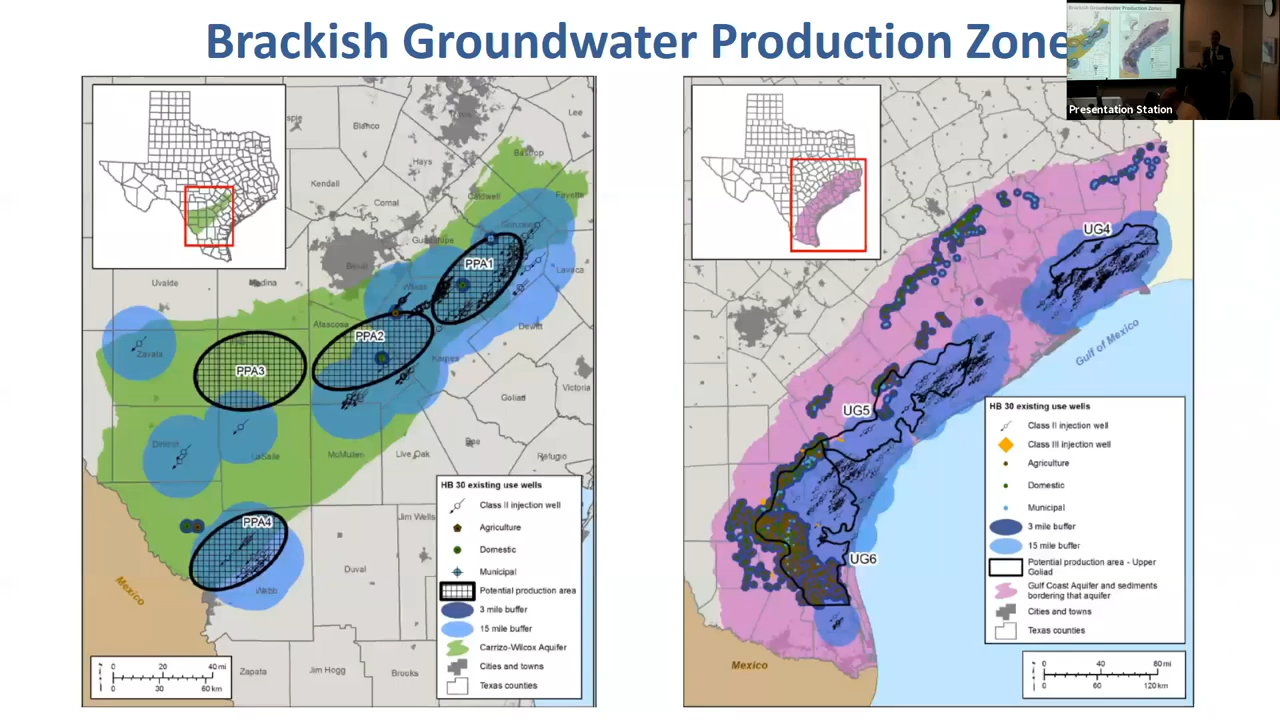 Brackish Groundwater Production Zone
Presentation Station
Blanco
Lee
Hays
Bastrop
Kendall
Comal
Caldwell
Fayette
Guadalupe
Gonzales
Uvalde
Medina
Bexar
Wilson
Lavaca
PPA1
Atascosa
Dewitt
PPA2
Zavala
Karnes
PPA3
Victoria
Goliad
Dimmit
LaSalle
McMullen
Live Oak
Bee
Refugio
PPA4
Jim Wells
Duval
Webb
Mexico
Zapata
Jim Hogg
Brooks
0 20 40 mi
0 30 60 km
HB 30 existing use wells
Class II injection well
Agriculture
Domestic
Municipal
Potential production area
3 mile buffer
15 mile buffer
Carrizo-Wilcox Aquifer
Cities and towns
Texas counties
UG4
Gulf of Mexico
UG5
UG6
Mexico
HB 30 existing use wells
Class II injection well
Class III injection well
Agriculture
Domestic
Municipal
3 mile buffer
15 mile buffer
Potential production area - Upper
Goliad
Gulf Coast Aquifer and sediments
bordering that aquifer
Cities and towns
Texas counties
0 40 80 mi
0 60 120 km